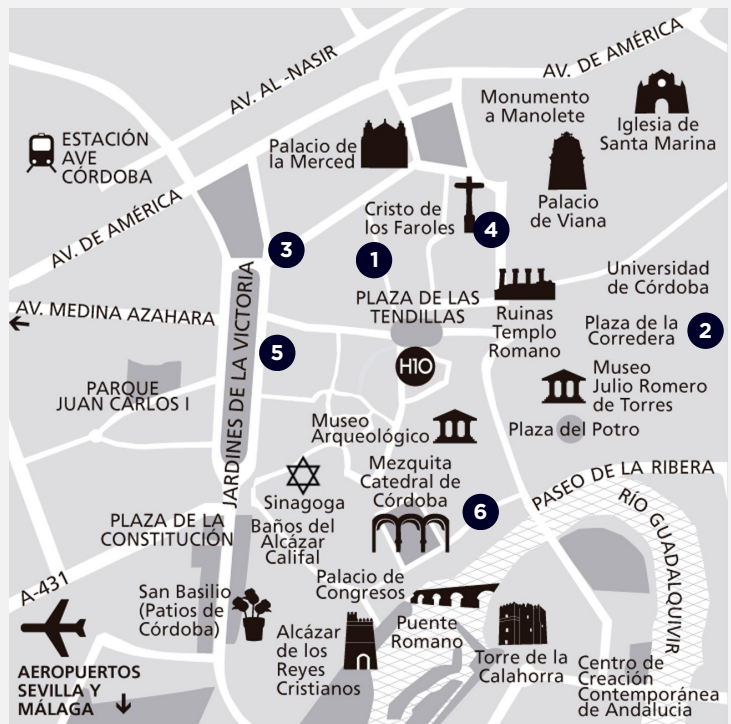 AV. AL -NASIR
AV. DE AMÉRICA
Monumento
a Manolete
Iglesia de
Santa Marina
ESTACIÓN
AVE
CÓRDOBA
Palacio de
la Merced
Palacio
de Viana
AV. DE AMÉRICA
Cristo de
los Faroles
4
3
1
Universidad
de Córdoba
AV. MEDINA AZAHARA
PLAZA DE LAS
TENDILLAS
Ruinas
Templo
Romano
Plaza de la
Corredera
2
JARDINES DE LA VICTORIA
5
H10
PARQUE
JUAN CARLOS I
Museo
Julio Romero
de Torres
Museo
Arqueológico
Plaza del Potro
Mezquita
Catedral de
Córdoba
PASEO DE LA RIBERA
Sinagoga
6
RÍO GUADALQUIVIR
PLAZA DE LA
CONSTITUCIÓN
Baños del
Alcázar
Califal
A-431
San Basilio
(Patios de
Córdoba)
Palacio de
Congresos
Puente
Romano
Alcázar
de los
Reyes
Cristianos
Torre de la
Calahorra
Centro de
Creación
Contemporánea
de Andalucia
AEROPUERTOS
SEVILLA Y
MÁLAGA